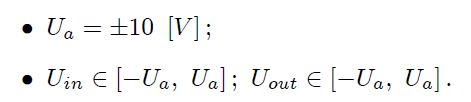 • U_a = ±10 [V];
• U_in ∈ [−U_a, U_a]; U_out ∈ [−U_a, U_a].